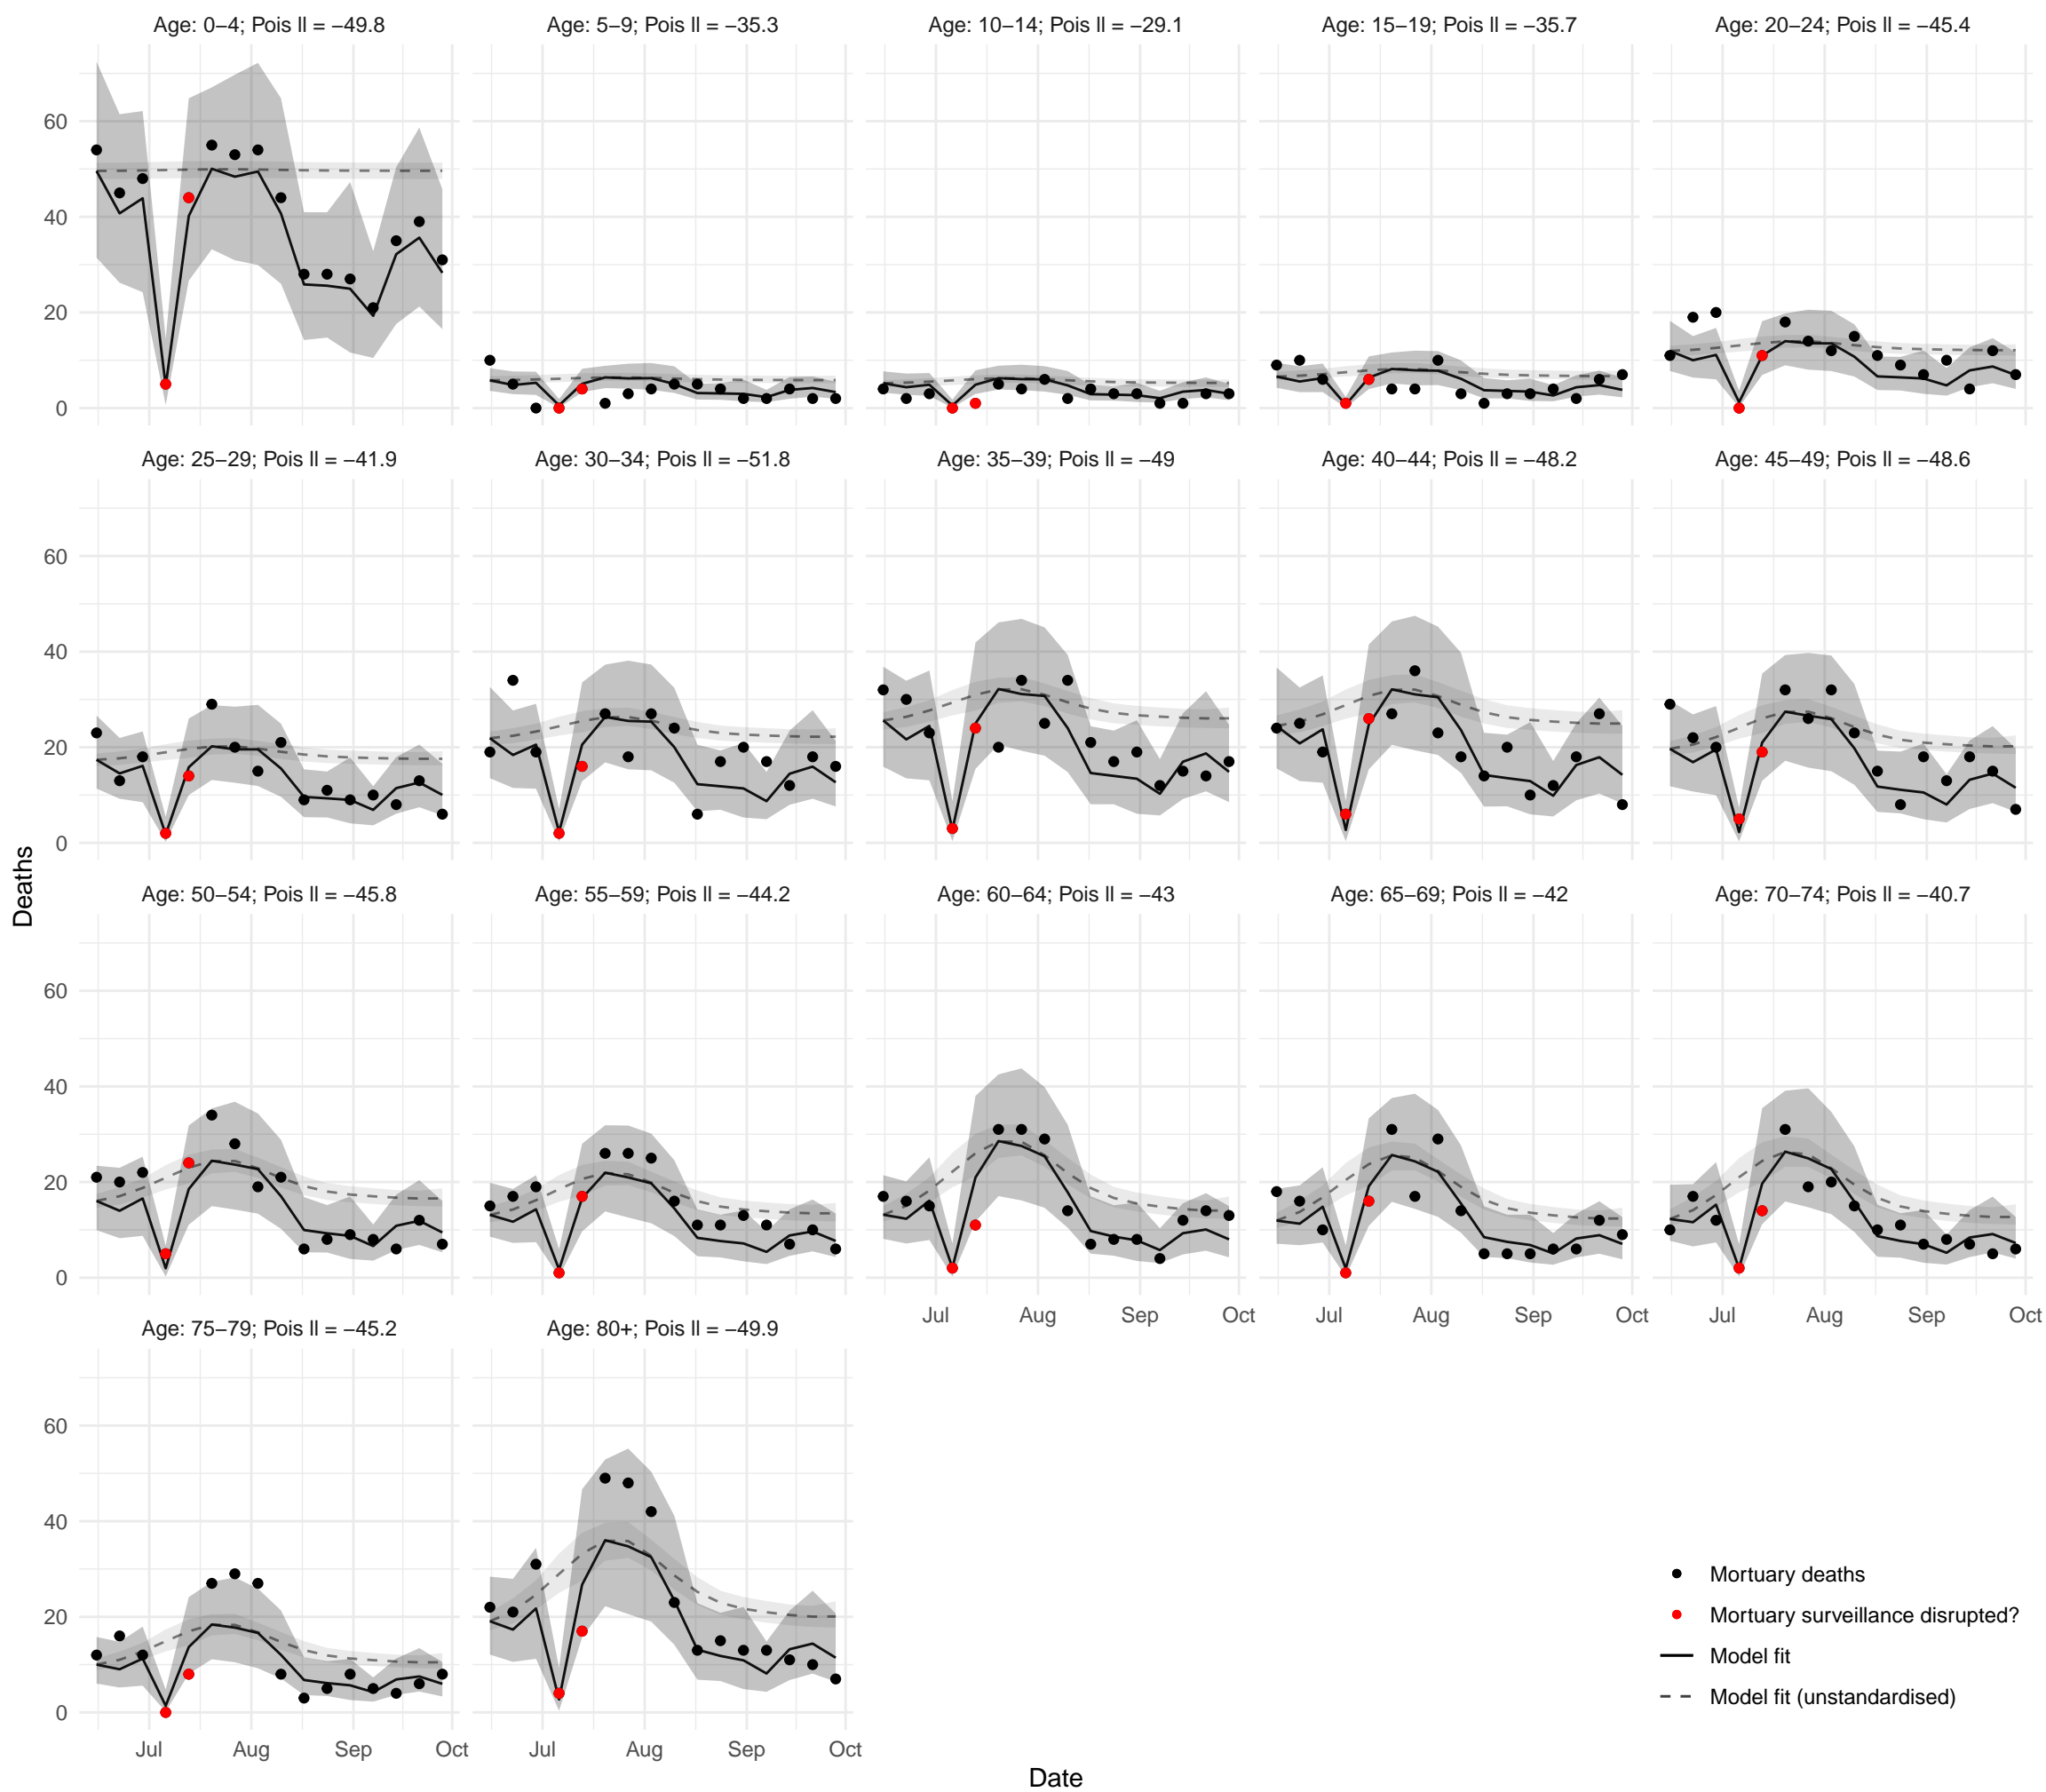 Age: 0−4; Pois ll = −49.8
Age: 5−9; Pois ll = −35.3
Age: 10−14; Pois ll = −29.1
Age: 15−19; Pois ll = −35.7
Age: 20−24; Pois ll = −45.4
60
40
20
0
Age: 25−29; Pois ll = −41.9
Age: 30−34; Pois ll = −51.8
Age: 35−39; Pois ll = −49
Age: 40−44; Pois ll = −48.2
Age: 45−49; Pois ll = −48.6
60
40
20
0
Deaths
Age: 50−54; Pois ll = −45.8
Age: 55−59; Pois ll = −44.2
Age: 60−64; Pois ll = −43
Age: 65−69; Pois ll = −42
Age: 70−74; Pois ll = −40.7
60
40
20
0
Jul Aug Sep Oct
Jul Aug Sep Oct
Jul Aug Sep Oct
Age: 75−79; Pois ll = −45.2
Age: 80+; Pois ll = −49.9
60
40
20
0
Jul Aug Sep Oct
Jul Aug Sep Oct
Mortuary deaths
Mortuary surveillance disrupted?
Model fit
Model fit (unstandardised)
Date